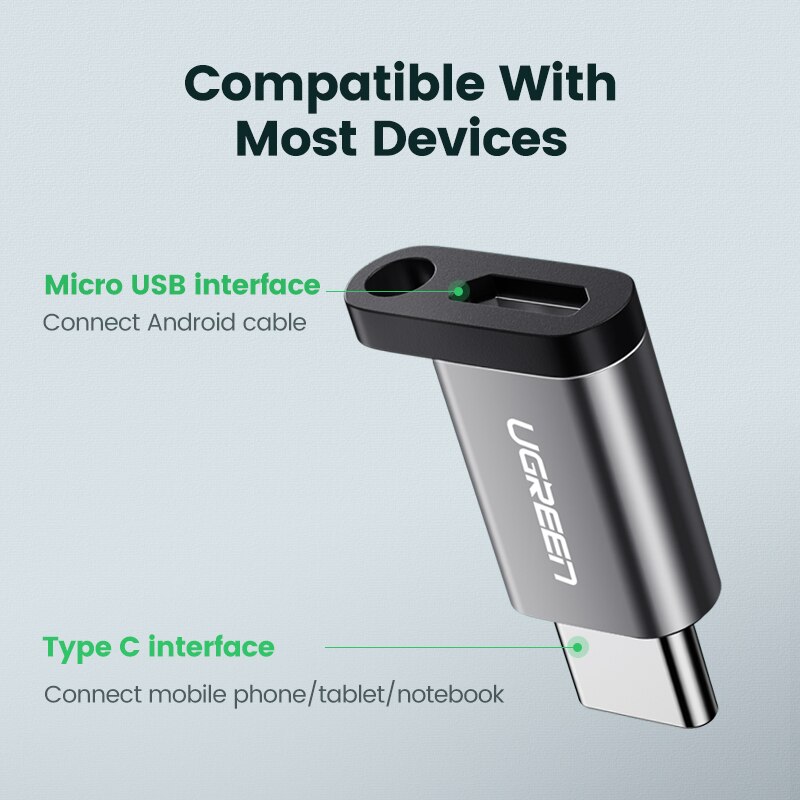 Compatible With
Most Devices
Micro USB interface
Connect Android cable
UGREEN
Type C interface
Connect mobile phone/tablet/notebook